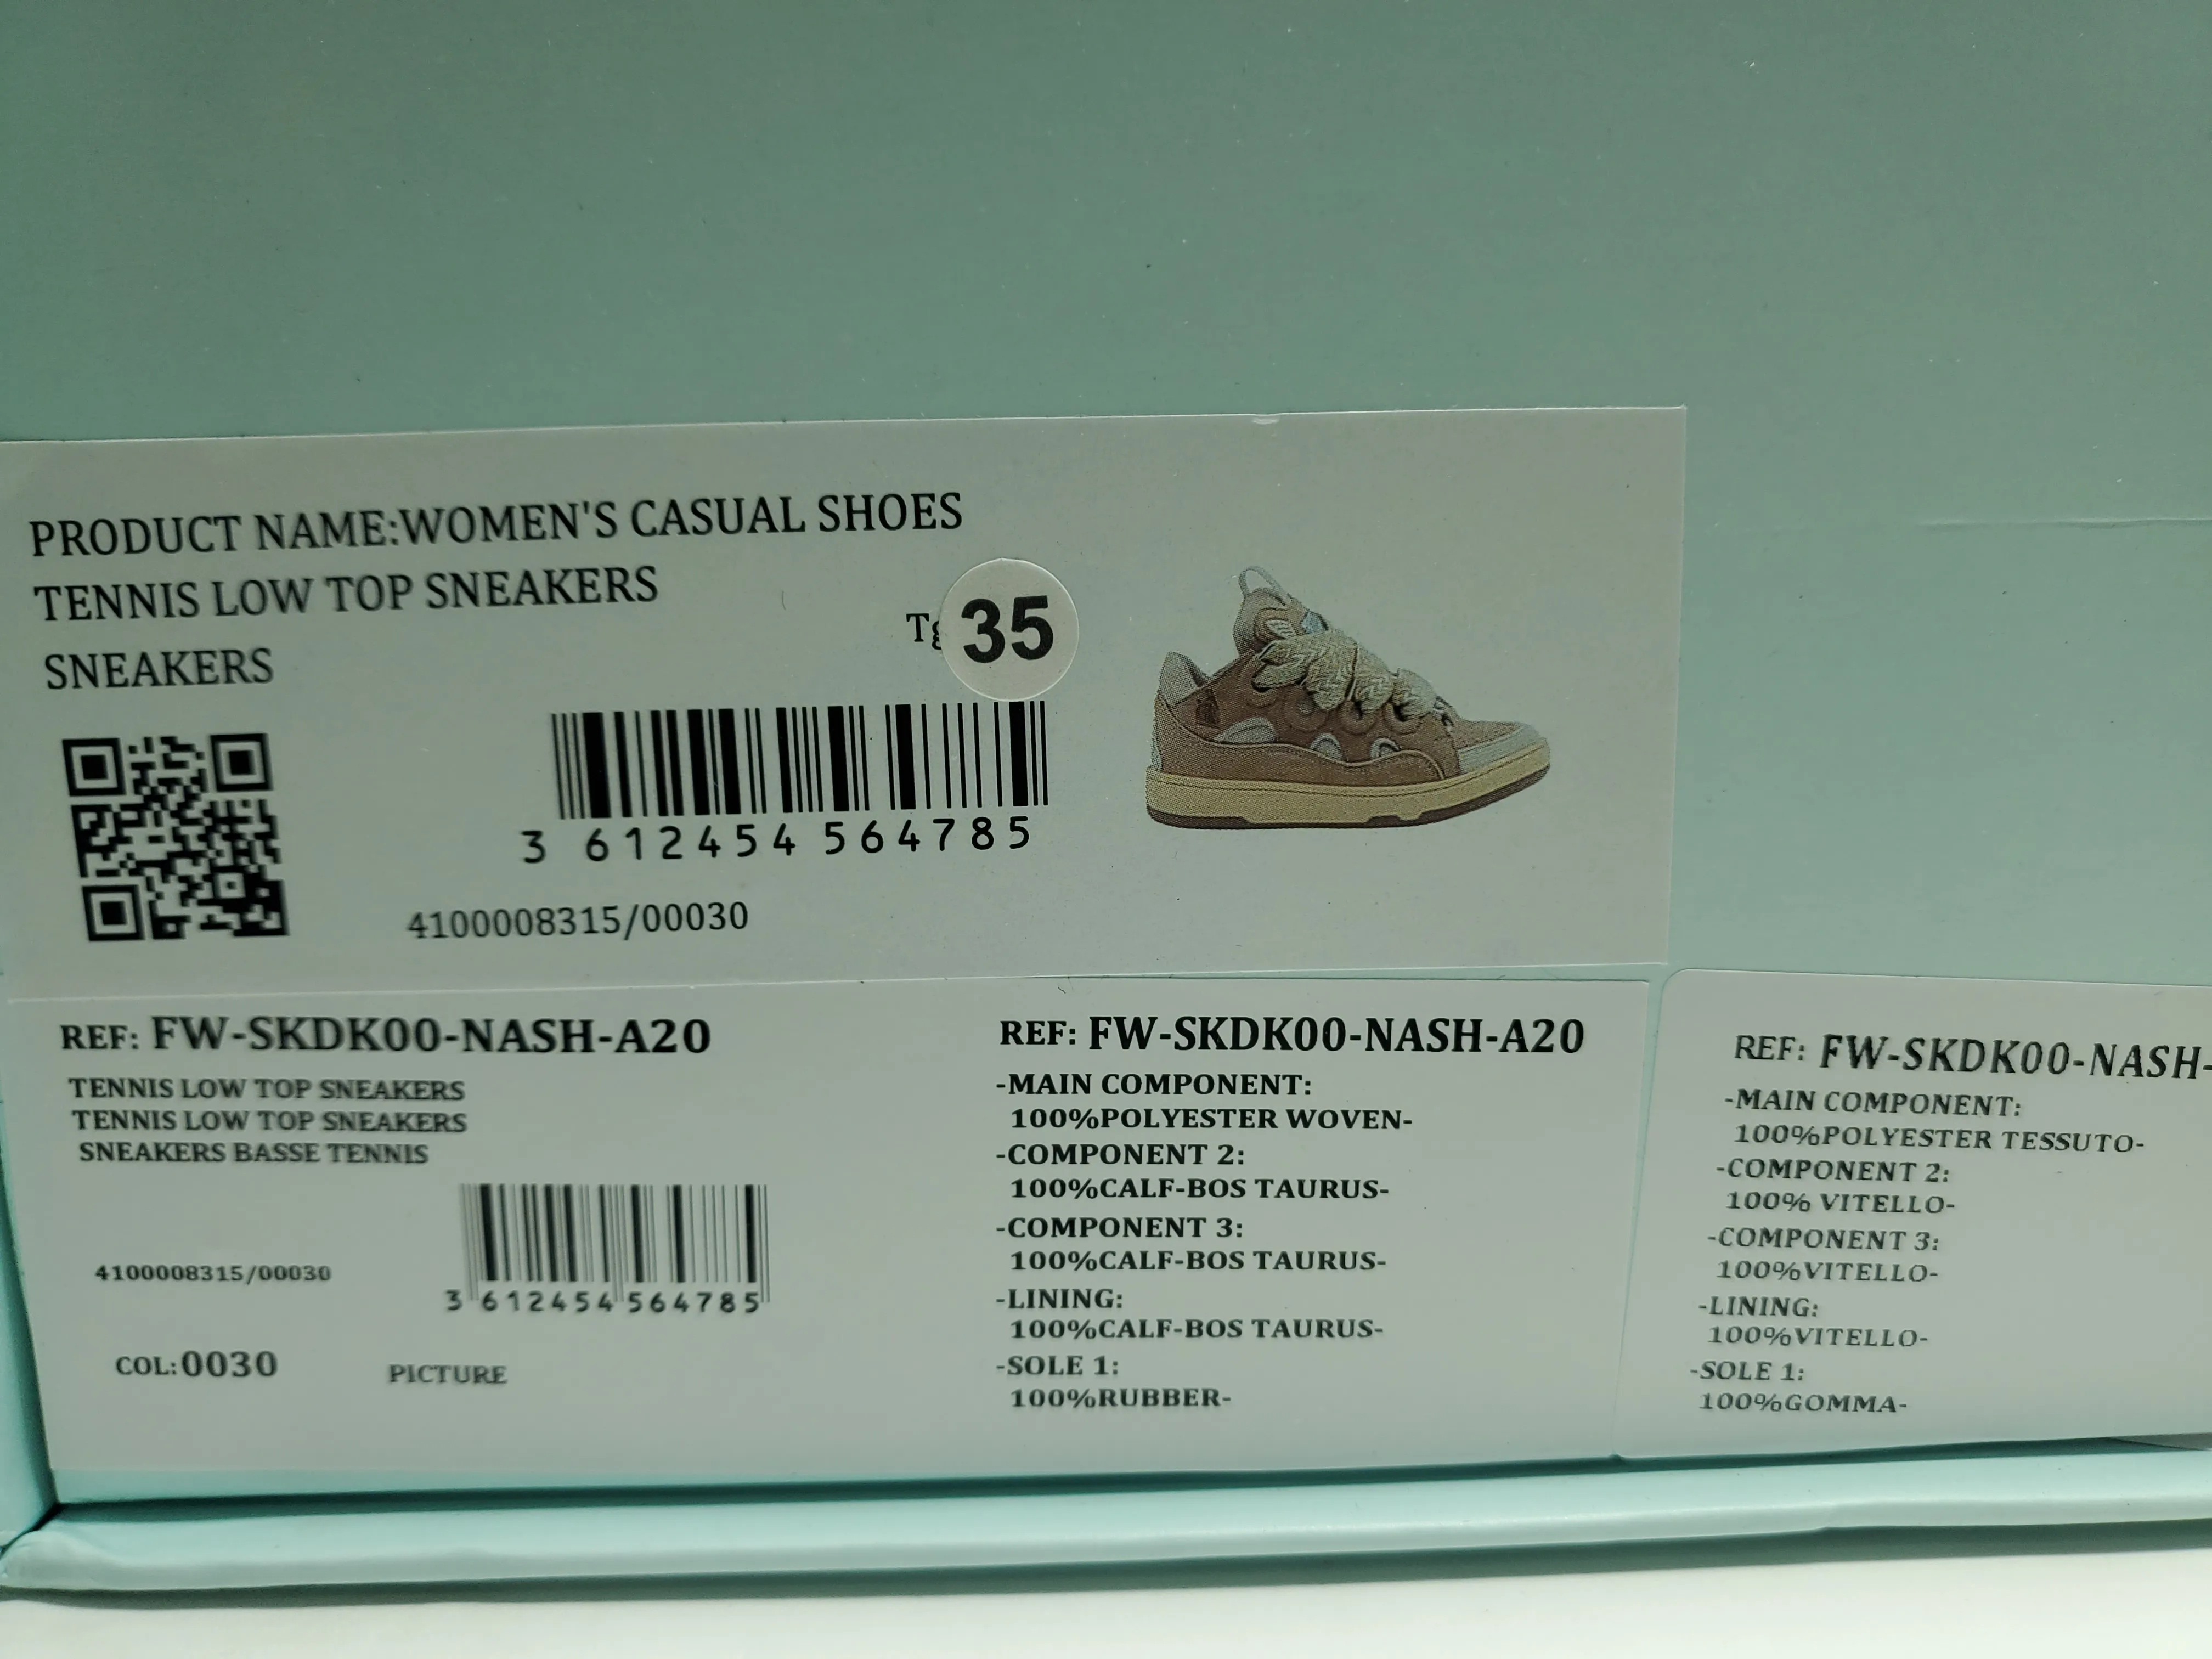 PRODUCT NAME:WOMEN'S CASUAL SHOES
TENNIS LOW TOP SNEAKERS
SNEAKERS
35
3 612454 564785
4100008315/00030
REF: FW-SKDK00-NASH-A20
TENNIS LOW TOP SNEAKERS
TENNIS LOW TOP SNEAKERS
SNEAKERS BASSE TENNIS
4100008315/00030
3 612454 564785
COL:0030 PICTURE
REF: FW-SKDK00-NASH-A20
-MAIN COMPONENT:
100%POLYESTER WOVEN-
-COMPONENT 2:
100%CALF-BOS TAURUS-
-COMPONENT 3:
100%CALF-BOS TAURUS-
-LINING:
100%CALF-BOS TAURUS-
-SOLE 1:
100%RUBBER-
REF: FW-SKDK00-NASH-
-MAIN COMPONENT:
100%POLYESTER TESSUTO-
-COMPONENT 2:
100% VITELLO-
-COMPONENT 3:
100%VITELLO-
-LINING:
100%VITELLO-
-SOLE 1:
100%GOMMA-